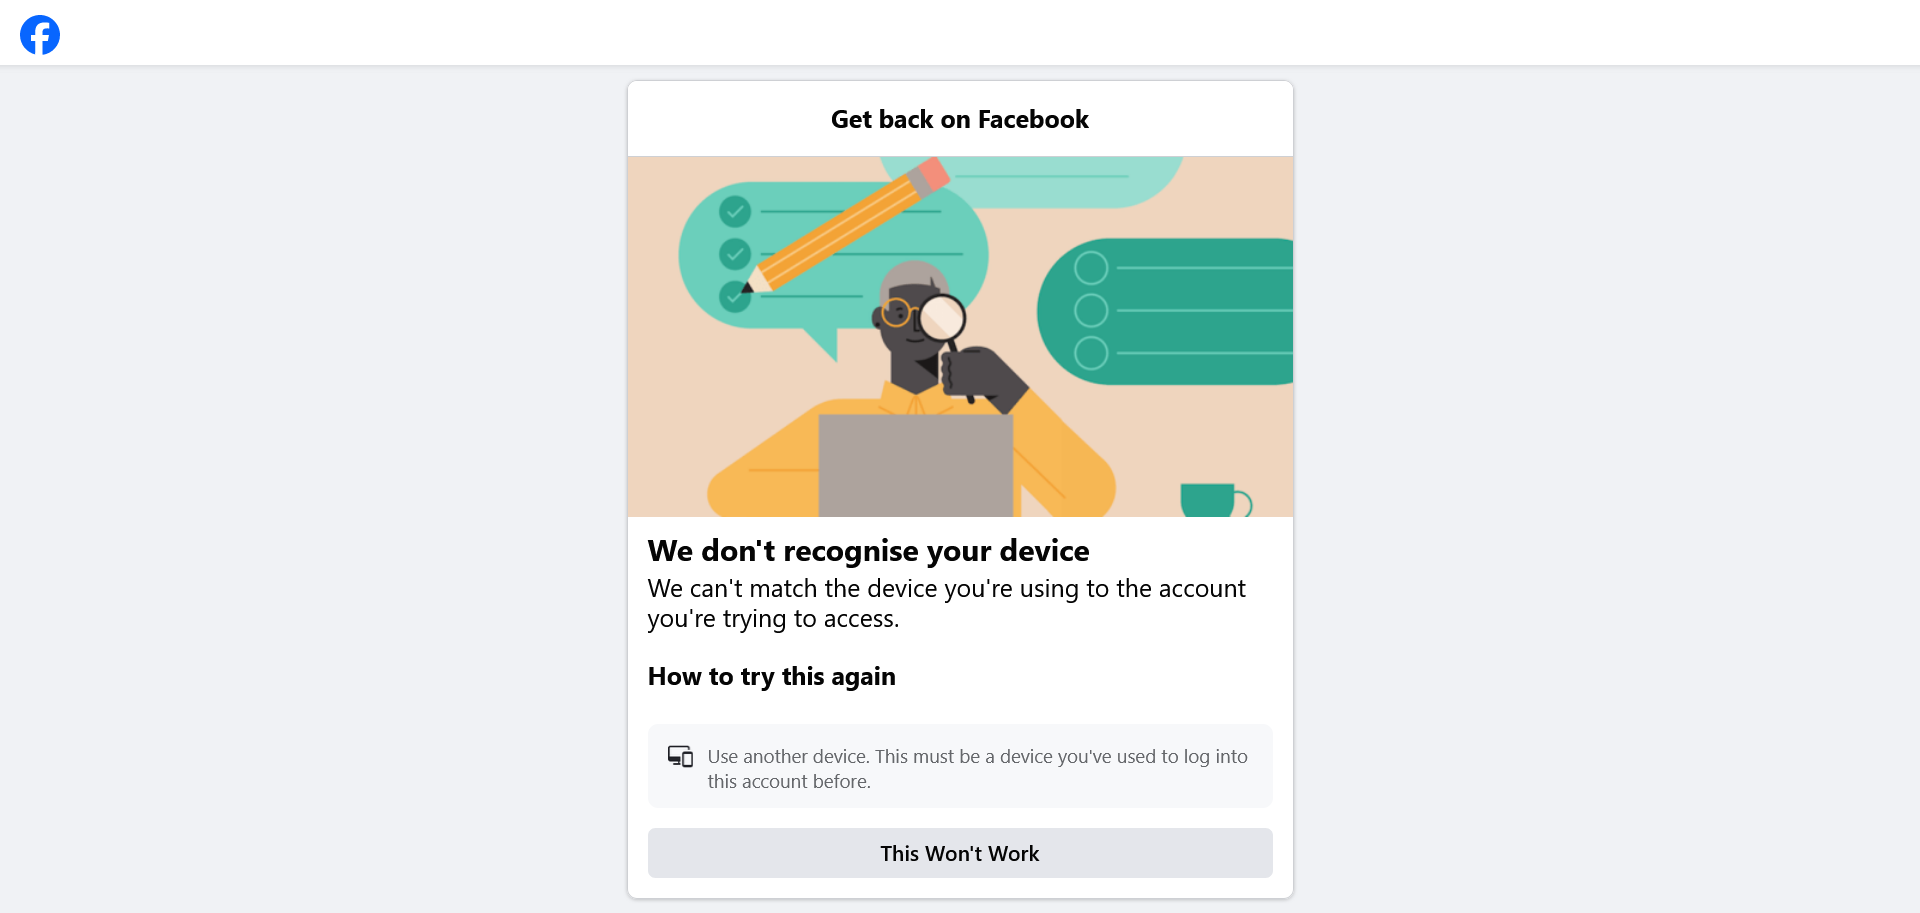 Get back on Facebook
We don't recognise your device
We can't match the device you're using to the account
you're trying to access.
How to try this again
Use another device. This must be a device you've used to log into
this account before.
This Won't Work